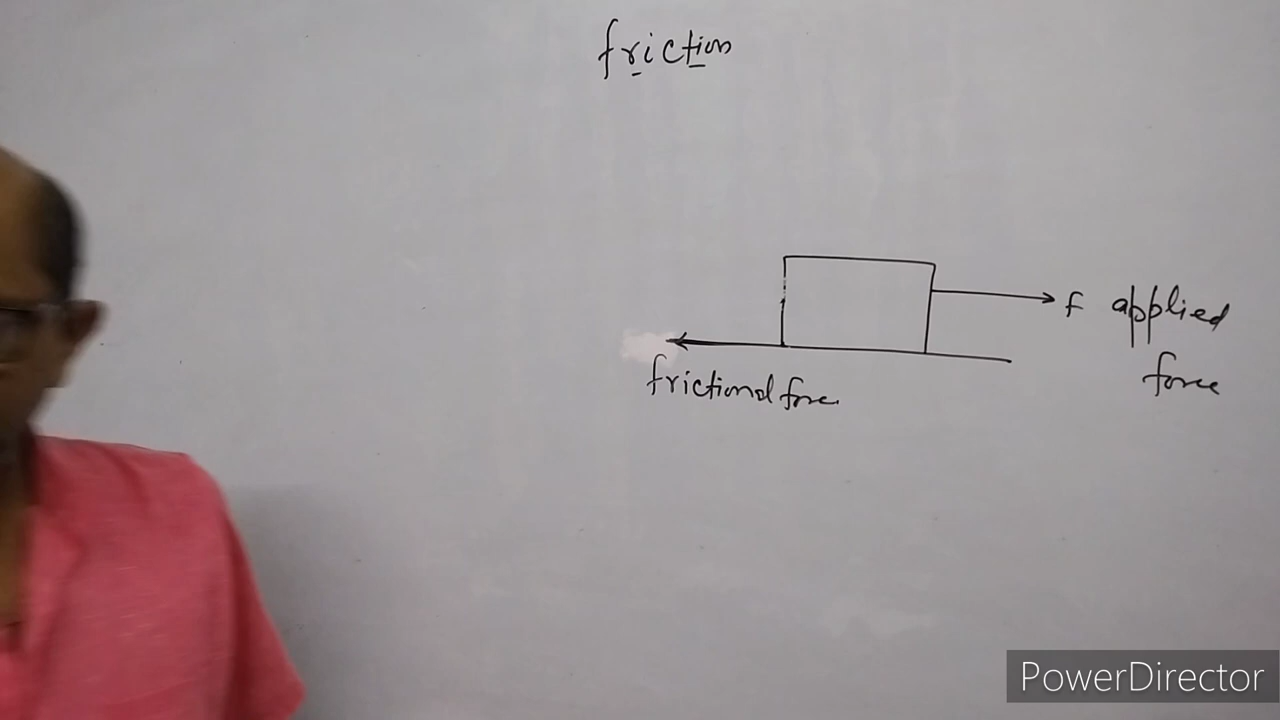 friction
f applied
force
frictional force
PowerDirector